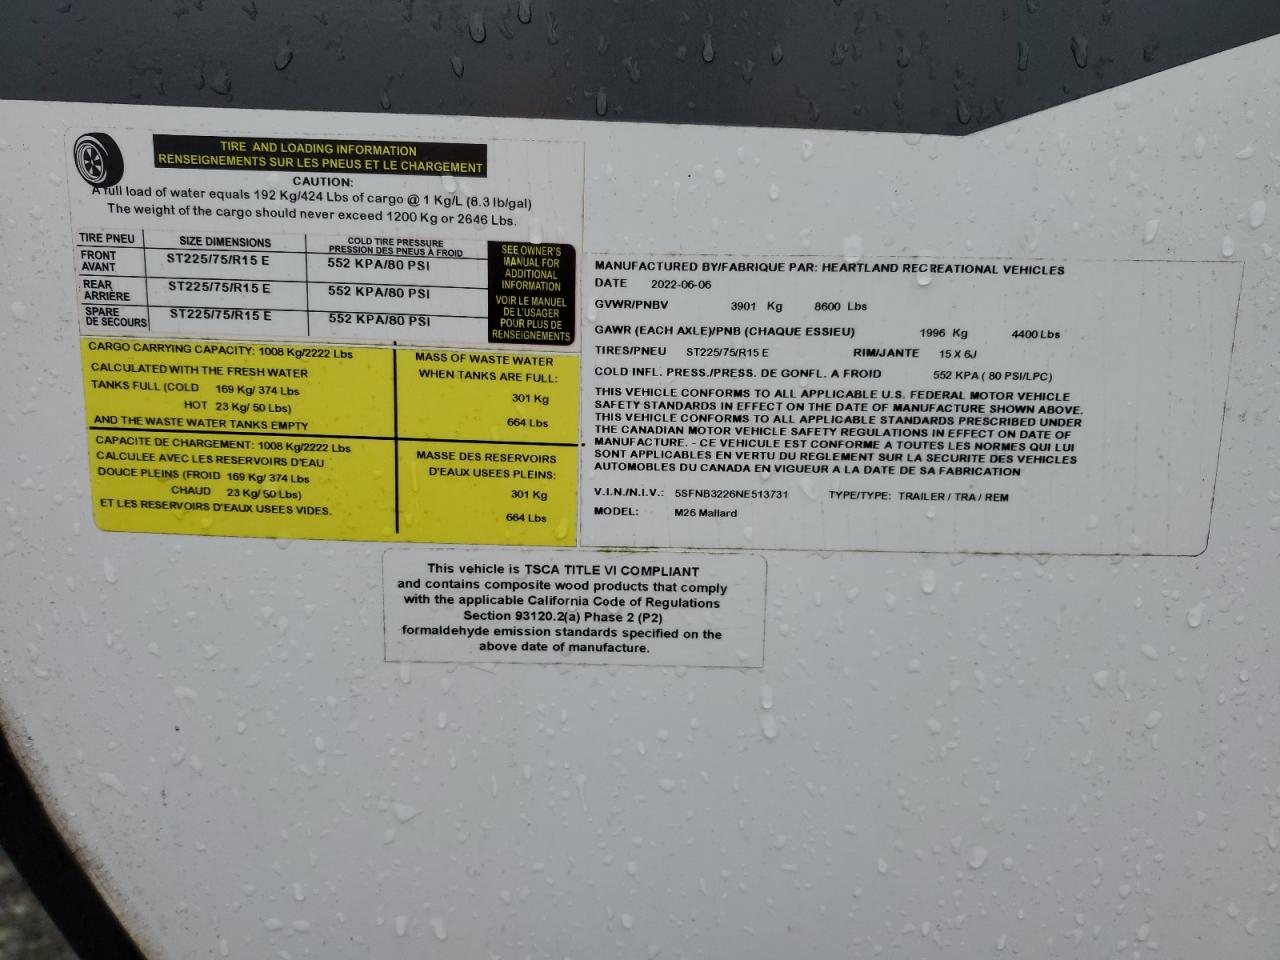 TIRE AND LOADING INFORMATION
RENSEIGNEMENTS SUR LES PNEUS ET LE CHARGEMENT
CAUTION:
A full load of water equals 192 Kg/424 Lbs of cargo @ 1 Kg/L (8.3 lb/gal)
The weight of the cargo should never exceed 1200 Kg or 2646 Lbs.
TIRE PNEU SIZE DIMENSIONS COLD TIRE PRESSURE
PRESSION DES PNEUS À FROID
FRONT
AVANT ST225/75/R15 E 552 KPA/80 PSI
REAR
ARRIÈRE ST225/75/R15 E 552 KPA/80 PSI
SPARE
DE SECOURS ST225/75/R15 E 552 KPA/80 PSI
SEE OWNER'S
MANUAL FOR
ADDITIONAL
INFORMATION
VOIR LE MANUEL
DE L'USAGER
POUR PLUS DE
RENSEIGNEMENTS
CARGO CARRYING CAPACITY: 1008 Kg/2222 Lbs
CALCULATED WITH THE FRESH WATER
TANKS FULL (COLD 169 Kg/ 374 Lbs
HOT 23 Kg/ 50 Lbs)
AND THE WASTE WATER TANKS EMPTY
MASS OF WASTE WATER
WHEN TANKS ARE FULL:
301 Kg
664 Lbs
CAPACITE DE CHARGEMENT: 1008 Kg/2222 Lbs
CALCULEE AVEC LES RESERVOIRS D'EAU
DOUCE PLEINS (FROID 169 Kg/ 374 Lbs
CHAUD 23 Kg/ 50 Lbs)
ET LES RESERVOIRS D'EAUX USEES VIDES.
MASSE DES RESERVOIRS
D'EAUX USEES PLEINS:
301 Kg
664 Lbs
MANUFACTURED BY/FABRIQUE PAR: HEARTLAND RECREATIONAL VEHICLES
DATE 2022-06-06
GVWR/PNBV 3901 Kg 8600 Lbs
GAWR (EACH AXLE)/PNB (CHAQUE ESSIEU) 1996 Kg 4400 Lbs
TIRES/PNEU ST225/75/R15 E RIM/JANTE 15 X 6J
COLD INFL. PRESS./PRESS. DE GONFL. A FROID 552 KPA ( 80 PSI/LPC)
THIS VEHICLE CONFORMS TO ALL APPLICABLE U.S. FEDERAL MOTOR VEHICLE
SAFETY STANDARDS IN EFFECT ON THE DATE OF MANUFACTURE SHOWN ABOVE.
THIS VEHICLE CONFORMS TO ALL APPLICABLE STANDARDS PRESCRIBED UNDER
THE CANADIAN MOTOR VEHICLE SAFETY REGULATIONS IN EFFECT ON DATE OF
MANUFACTURE. - CE VEHICULE EST CONFORME A TOUTES LES NORMES QUI LUI
SONT APPLICABLES EN VERTU DU REGLEMENT SUR LA SECURITE DES VEHICLES
AUTOMOBLES DU CANADA EN VIGUEUR A LA DATE DE SA FABRICATION
V.I.N./N.I.V.: 5SFNB3226NE513731 TYPE/TYPE: TRAILER / TRA / REM
MODEL: M26 Mallard
This vehicle is TSCA TITLE VI COMPLIANT
and contains composite wood products that comply
with the applicable California Code of Regulations
Section 93120.2(a) Phase 2 (P2)
formaldehyde emission standards specified on the
above date of manufacture.